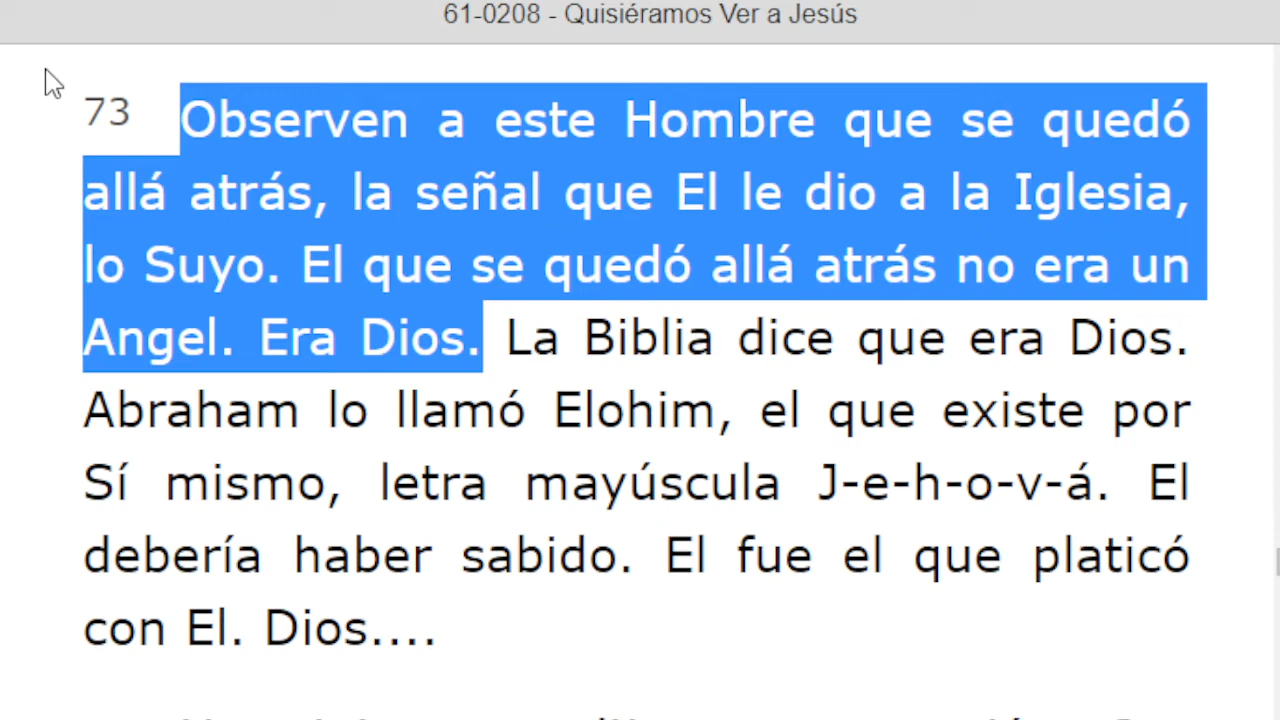 61-0208 - Quisiéramos Ver a Jesús
73 Observen a este Hombre que se quedó
allá atrás, la señal que El le dio a la Iglesia,
lo Suyo. El que se quedó allá atrás no era un
Angel. Era Dios. La Biblia dice que era Dios.
Abraham lo llamó Elohim, el que existe por
Sí mismo, letra mayúscula J-e-h-o-v-á. El
debería haber sabido. El fue el que platicó
con El. Dios....